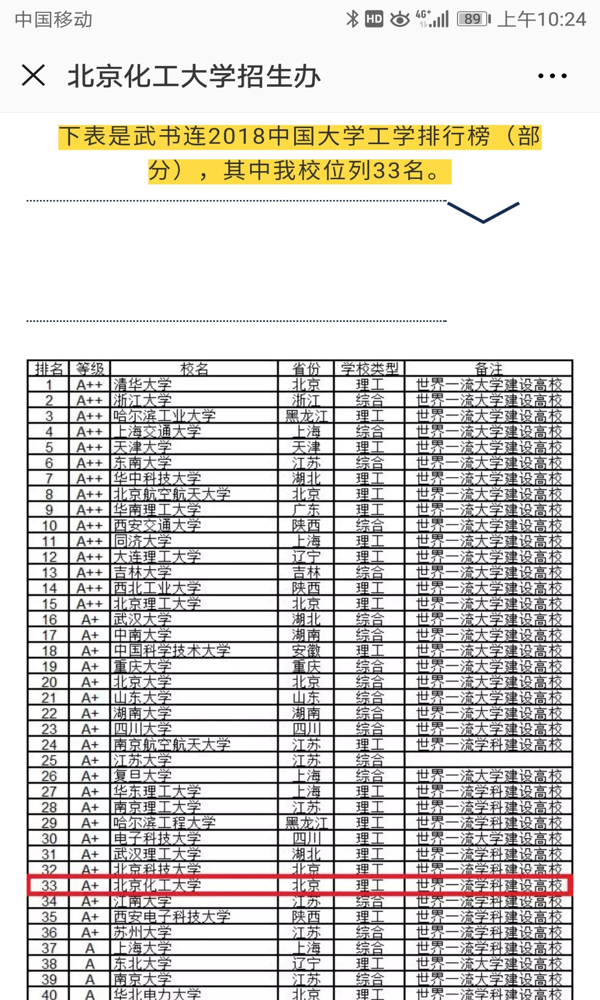 中国移动 HD 4G+ 89 上午10:24
北京化工大学招生办
下表是武书连2018中国大学工学排行榜（部
分），其中我校位列33名。
排名 等级 校名 省份 学校类型 备注
1 A++ 清华大学 北京 理工 世界一流大学建设高校
2 A++ 浙江大学 浙江 综合 世界一流大学建设高校
3 A++ 哈尔滨工业大学 黑龙江 理工 世界一流大学建设高校
4 A++ 上海交通大学 上海 综合 世界一流大学建设高校
5 A++ 天津大学 天津 理工 世界一流大学建设高校
6 A++ 东南大学 江苏 综合 世界一流大学建设高校
7 A++ 华中科技大学 湖北 理工 世界一流大学建设高校
8 A++ 北京航空航天大学 北京 理工 世界一流大学建设高校
9 A++ 华南理工大学 广东 理工 世界一流大学建设高校
10 A++ 西安交通大学 陕西 综合 世界一流大学建设高校
11 A++ 同济大学 上海 理工 世界一流大学建设高校
12 A++ 大连理工大学 辽宁 理工 世界一流大学建设高校
13 A++ 吉林大学 吉林 综合 世界一流大学建设高校
14 A++ 西北工业大学 陕西 理工 世界一流大学建设高校
15 A++ 北京理工大学 北京 理工 世界一流大学建设高校
16 A+ 武汉大学 湖北 综合 世界一流大学建设高校
17 A+ 中南大学 湖南 综合 世界一流大学建设高校
18 A+ 中国科学技术大学 安徽 理工 世界一流大学建设高校
19 A+ 重庆大学 重庆 综合 世界一流大学建设高校
20 A+ 北京大学 北京 综合 世界一流大学建设高校
21 A+ 山东大学 山东 综合 世界一流大学建设高校
22 A+ 湖南大学 湖南 综合 世界一流大学建设高校
23 A+ 四川大学 四川 综合 世界一流大学建设高校
24 A+ 南京航空航天大学 江苏 理工 世界一流学科建设高校
25 A+ 江苏大学 江苏 综合
26 A+ 复旦大学 上海 综合 世界一流大学建设高校
27 A+ 华东理工大学 上海 理工 世界一流学科建设高校
28 A+ 南京理工大学 江苏 理工 世界一流学科建设高校
29 A+ 哈尔滨工程大学 黑龙江 理工 世界一流学科建设高校
30 A+ 电子科技大学 四川 理工 世界一流大学建设高校
31 A+ 武汉理工大学 湖北 理工 世界一流学科建设高校
32 A+ 北京科技大学 北京 理工 世界一流学科建设高校
33 A+ 北京化工大学 北京 理工 世界一流学科建设高校
34 A+ 江南大学 江苏 综合 世界一流学科建设高校
35 A+ 西安电子科技大学 陕西 理工 世界一流学科建设高校
36 A+ 苏州大学 江苏 综合 世界一流学科建设高校
37 A 上海大学 上海 综合 世界一流学科建设高校
38 A 东北大学 辽宁 理工 世界一流大学建设高校
39 A 南京大学 江苏 综合 世界一流大学建设高校
40 A 华北电力大学 北京 理工 世界一流学科建设高校